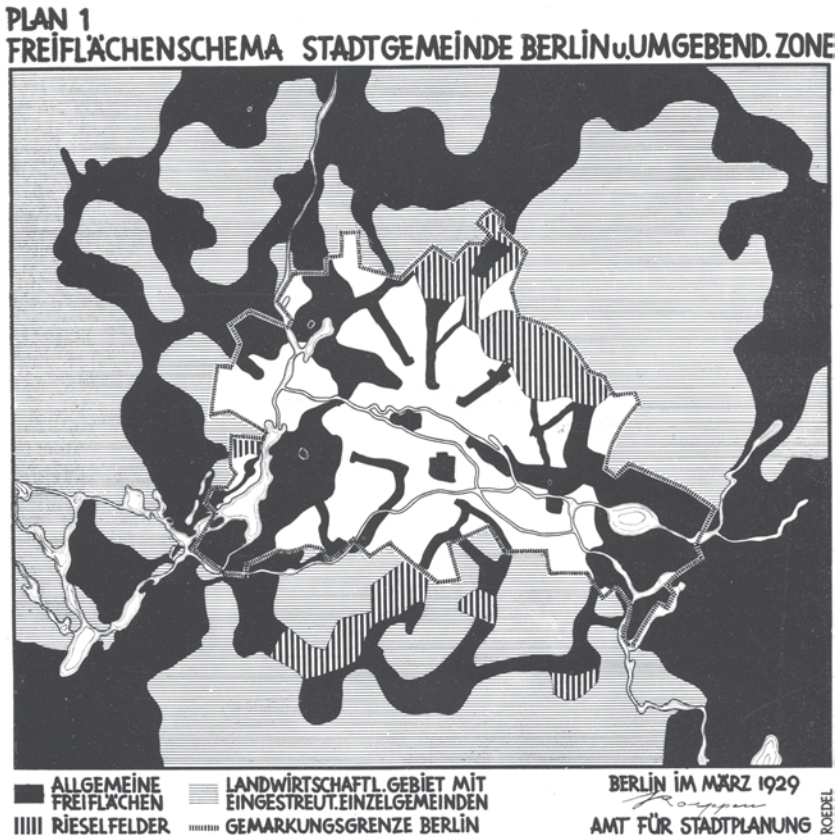 PLAN 1
FREIFLÄCHENSCHEMA STADTGEMEINDE BERLIN u. UMGEBEND. ZONE
ALLGEMEINE
FREIFLÄCHEN
RIESELFELDER
LANDWIRTSCHAFTL. GEBIET MIT
EINGESTREUT. EINZELGEMEINDEN
GEMARKUNGSGRENZE BERLIN
BERLIN IM MÄRZ 1929
AMT FÜR STADTPLANUNG